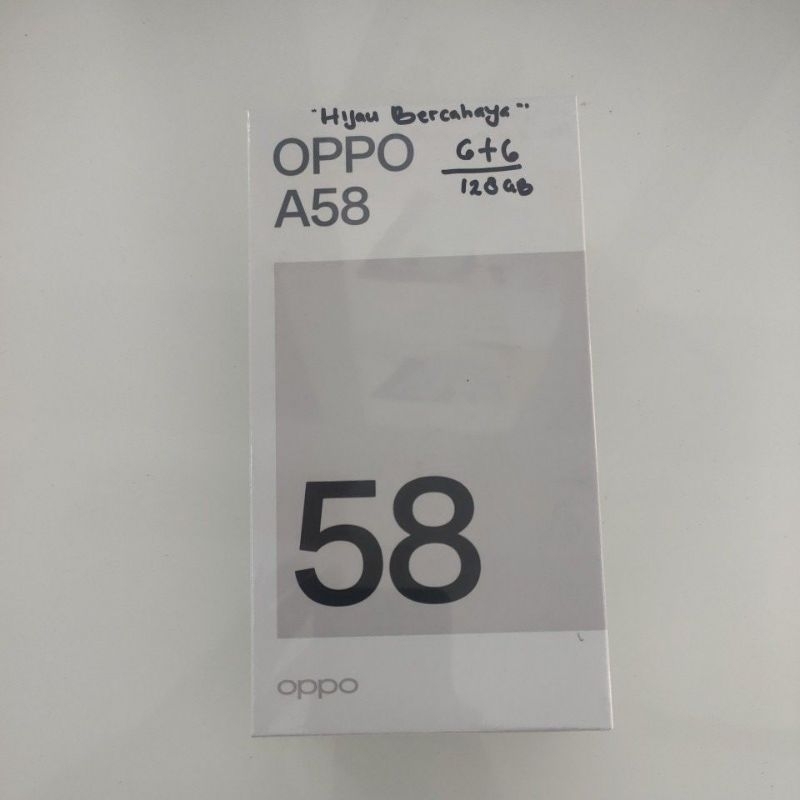 "Hijau Bercahaya"
OPPO
A58
6+6
128GB
58
oppo